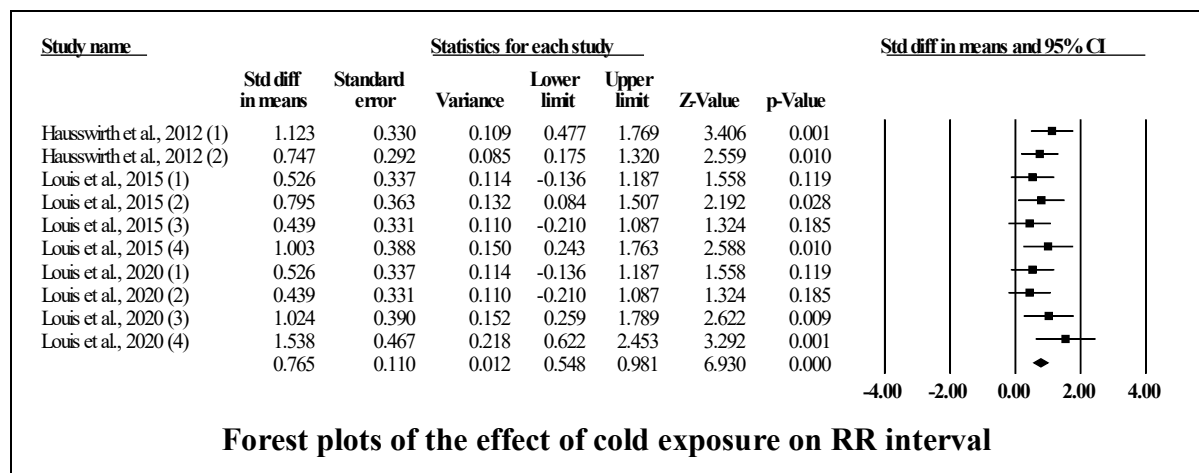 Study name Statistics for each study Std diff in means and 95% CI
Std diff Standard Lower Upper
in means error Variance limit limit Z-Value p-Value
Hausswirth et al., 2012 (1) 1.123 0.330 0.109 0.477 1.769 3.406 0.001
Hausswirth et al., 2012 (2) 0.747 0.292 0.085 0.175 1.320 2.559 0.010
Louis et al., 2015 (1) 0.526 0.337 0.114 -0.136 1.187 1.558 0.119
Louis et al., 2015 (2) 0.795 0.363 0.132 0.084 1.507 2.192 0.028
Louis et al., 2015 (3) 0.439 0.331 0.110 -0.210 1.087 1.324 0.185
Louis et al., 2015 (4) 1.003 0.388 0.150 0.243 1.763 2.588 0.010
Louis et al., 2020 (1) 0.526 0.337 0.114 -0.136 1.187 1.558 0.119
Louis et al., 2020 (2) 0.439 0.331 0.110 -0.210 1.087 1.324 0.185
Louis et al., 2020 (3) 1.024 0.390 0.152 0.259 1.789 2.622 0.009
Louis et al., 2020 (4) 1.538 0.467 0.218 0.622 2.453 3.292 0.001
0.765 0.110 0.012 0.548 0.981 6.930 0.000
-4.00 -2.00 0.00 2.00 4.00
Forest plots of the effect of cold exposure on RR interval